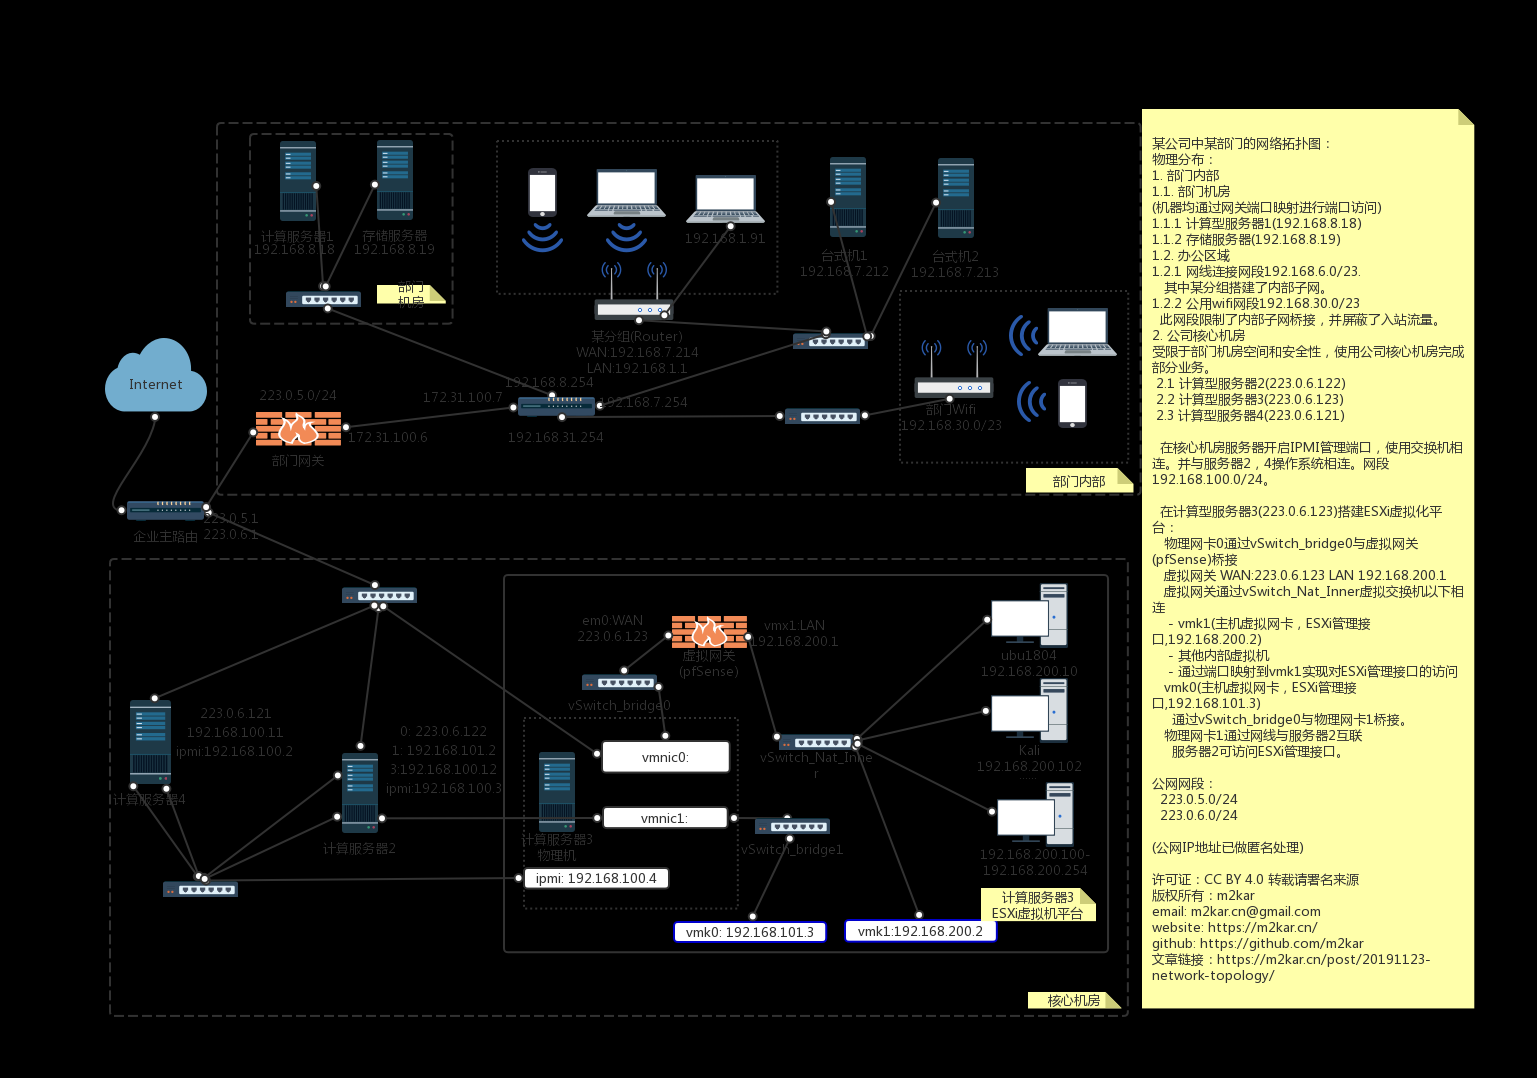 计算服务器1
192.168.8.18
存储服务器
192.168.8.19
部门
机房
192.168.1.91
某分组(Router)
WAN:192.168.7.214
LAN:192.168.1.1
台式机1
192.168.7.212
台式机2
192.168.7.213
部门Wifi
192.168.30.0/23
部门内部
Internet
223.0.5.0/24
部门网关
172.31.100.6
172.31.100.7
192.168.8.254
192.168.7.254
192.168.31.254
企业主路由
223.0.5.1
223.0.6.1
223.0.6.121
192.168.100.11
ipmi:192.168.100.2
计算服务器4
0: 223.0.6.122
1: 192.168.101.2
3:192.168.100.12
ipmi:192.168.100.3
计算服务器2
em0:WAN
223.0.6.123
虚拟网关
(pfSense)
vmx1:LAN
192.168.200.1
vSwitch_bridge0
vmnic0:
vmnic1:
计算服务器3
物理机
ipmi: 192.168.100.4
vSwitch_Nat_Inne
r
vSwitch_bridge1
vmk0: 192.168.101.3
vmk1:192.168.200.2
ubu1804
192.168.200.10
Kali
192.168.200.102
......
192.168.200.100-
192.168.200.254
计算服务器3
ESXi虚拟机平台
核心机房
某公司中某部门的网络拓扑图：
物理分布：
1. 部门内部
1.1. 部门机房
(机器均通过网关端口映射进行端口访问)
1.1.1 计算型服务器1(192.168.8.18)
1.1.2 存储服务器(192.168.8.19)
1.2. 办公区域
1.2.1 网线连接网段192.168.6.0/23.
其中某分组搭建了内部子网。
1.2.2 公用wifi网段192.168.30.0/23
此网段限制了内部子网桥接，并屏蔽了入站流量。
2. 公司核心机房
受限于部门机房空间和安全性，使用公司核心机房完成
部分业务。
2.1 计算型服务器2(223.0.6.122)
2.2 计算型服务器3(223.0.6.123)
2.3 计算型服务器4(223.0.6.121)
在核心机房服务器开启IPMI管理端口，使用交换机相
连。并与服务器2，4操作系统相连。网段
192.168.100.0/24。
在计算型服务器3(223.0.6.123)搭建ESXi虚拟化平
台：
物理网卡0通过vSwitch_bridge0与虚拟网关
(pfSense)桥接
虚拟网关 WAN:223.0.6.123 LAN 192.168.200.1
虚拟网关通过vSwitch_Nat_Inner虚拟交换机以下相
连
- vmk1(主机虚拟网卡，ESXi管理接
口,192.168.200.2)
- 其他内部虚拟机
- 通过端口映射到vmk1实现对ESXi管理接口的访问
vmk0(主机虚拟网卡，ESXi管理接
口,192.168.101.3)
通过vSwitch_bridge0与物理网卡1桥接。
物理网卡1通过网线与服务器2互联
服务器2可访问ESXi管理接口。
公网网段：
223.0.5.0/24
223.0.6.0/24
(公网IP地址已做匿名处理)
许可证：CC BY 4.0 转载请署名来源
版权所有：m2kar
email: m2kar.cn@gmail.com
website: https://m2kar.cn/
github: https://github.com/m2kar
文章链接：https://m2kar.cn/post/20191123-
network-topology/